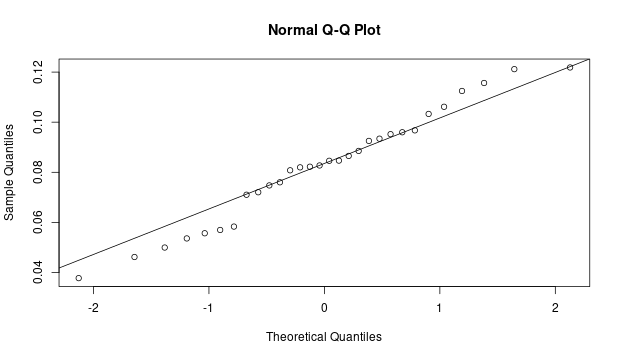 Normal Q-Q Plot
Sample Quantiles
0.12
0.10
0.08
0.06
0.04
-2 -1 0 1 2
Theoretical Quantiles